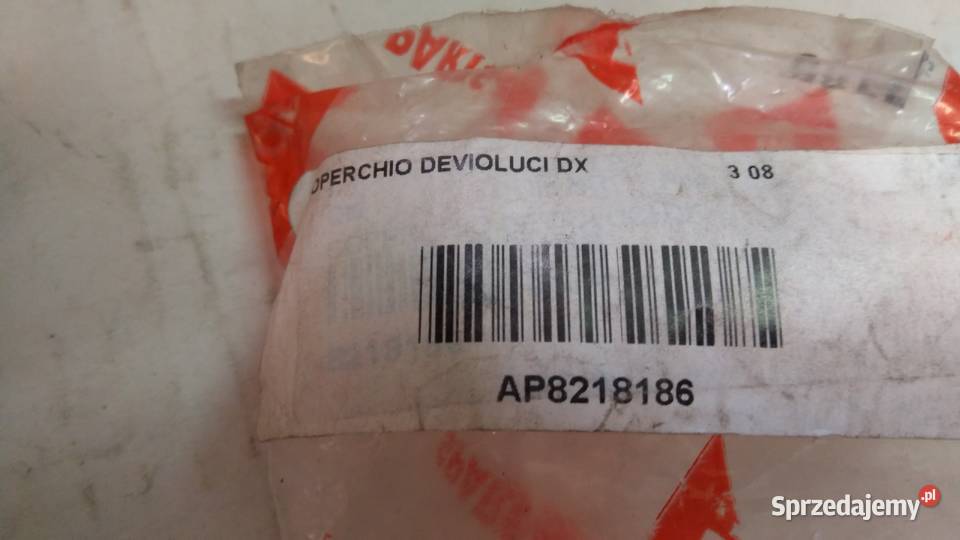 OPERCHIO DEVIOLUCI DX 3 08
AP8218186
Sprzedajemy.pl